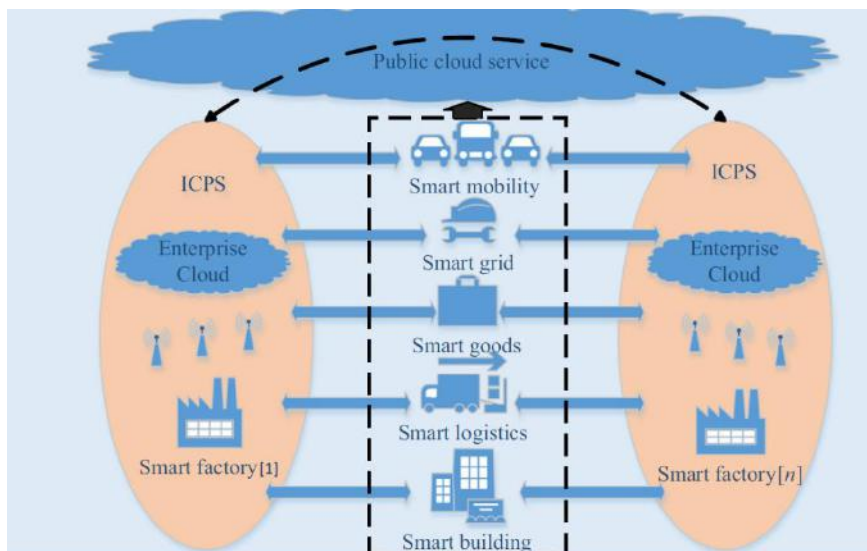 Public cloud service
ICPS
ICPS
Smart mobility
Enterprise
Cloud
Enterprise
Cloud
Smart grid
Smart goods
Smart logistics
Smart factory[1]
Smart factory[n]
Smart building